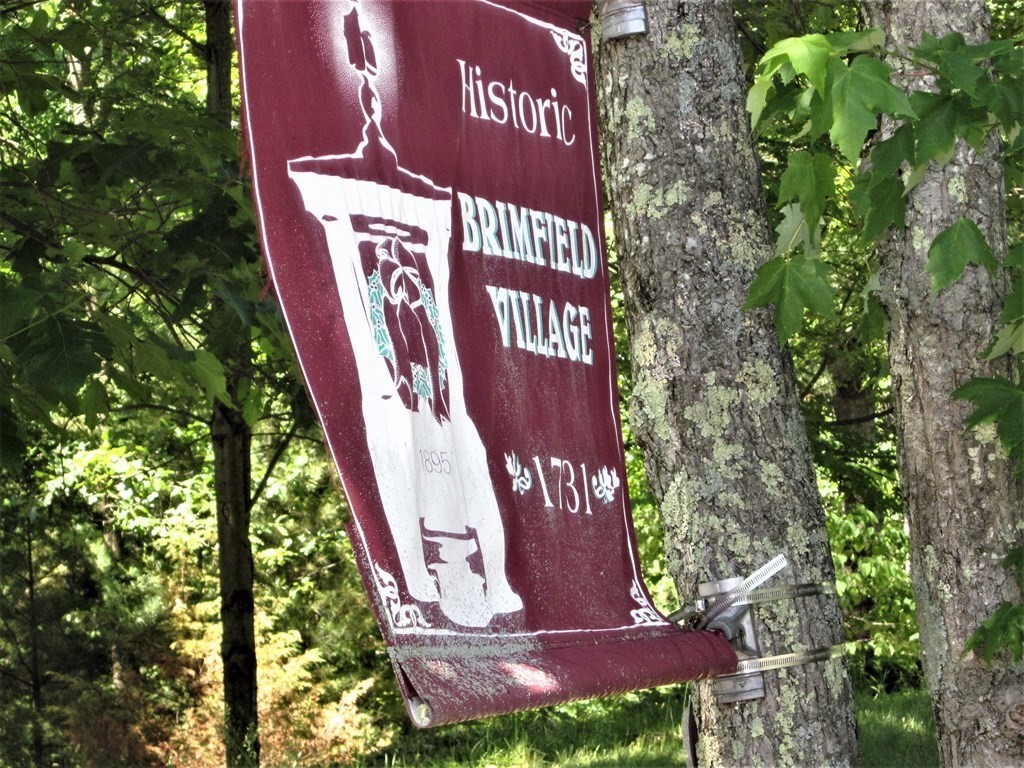 Historic
BRIMFIELD
VILLAGE
1895
1731